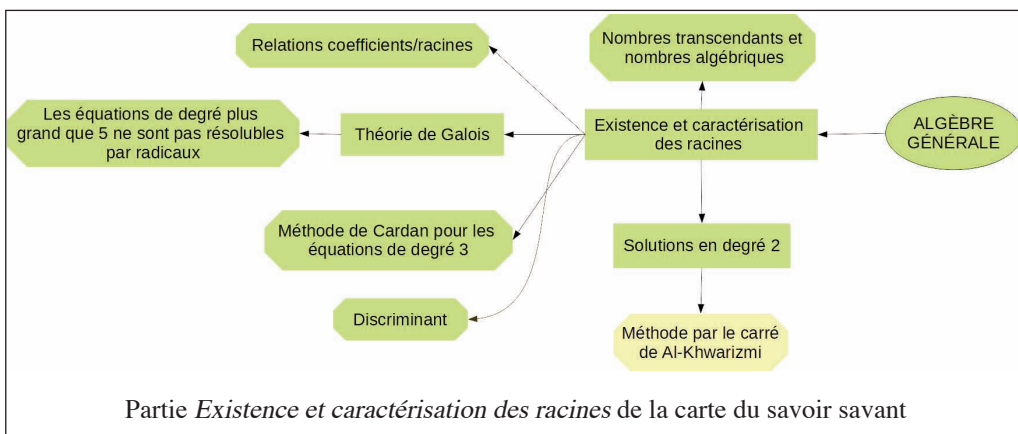 Relations coefficients/racines
Nombres transcendants et
nombres algébriques
Les équations de degré plus
grand que 5 ne sont pas résolubles
par radicaux
Théorie de Galois
Existence et caractérisation
des racines
ALGÈBRE
GÉNÉRALE
Méthode de Cardan pour les
équations de degré 3
Solutions en degré 2
Discriminant
Méthode par le carré
de Al-Khwarizmi
Partie Existence et caractérisation des racines de la carte du savoir savant